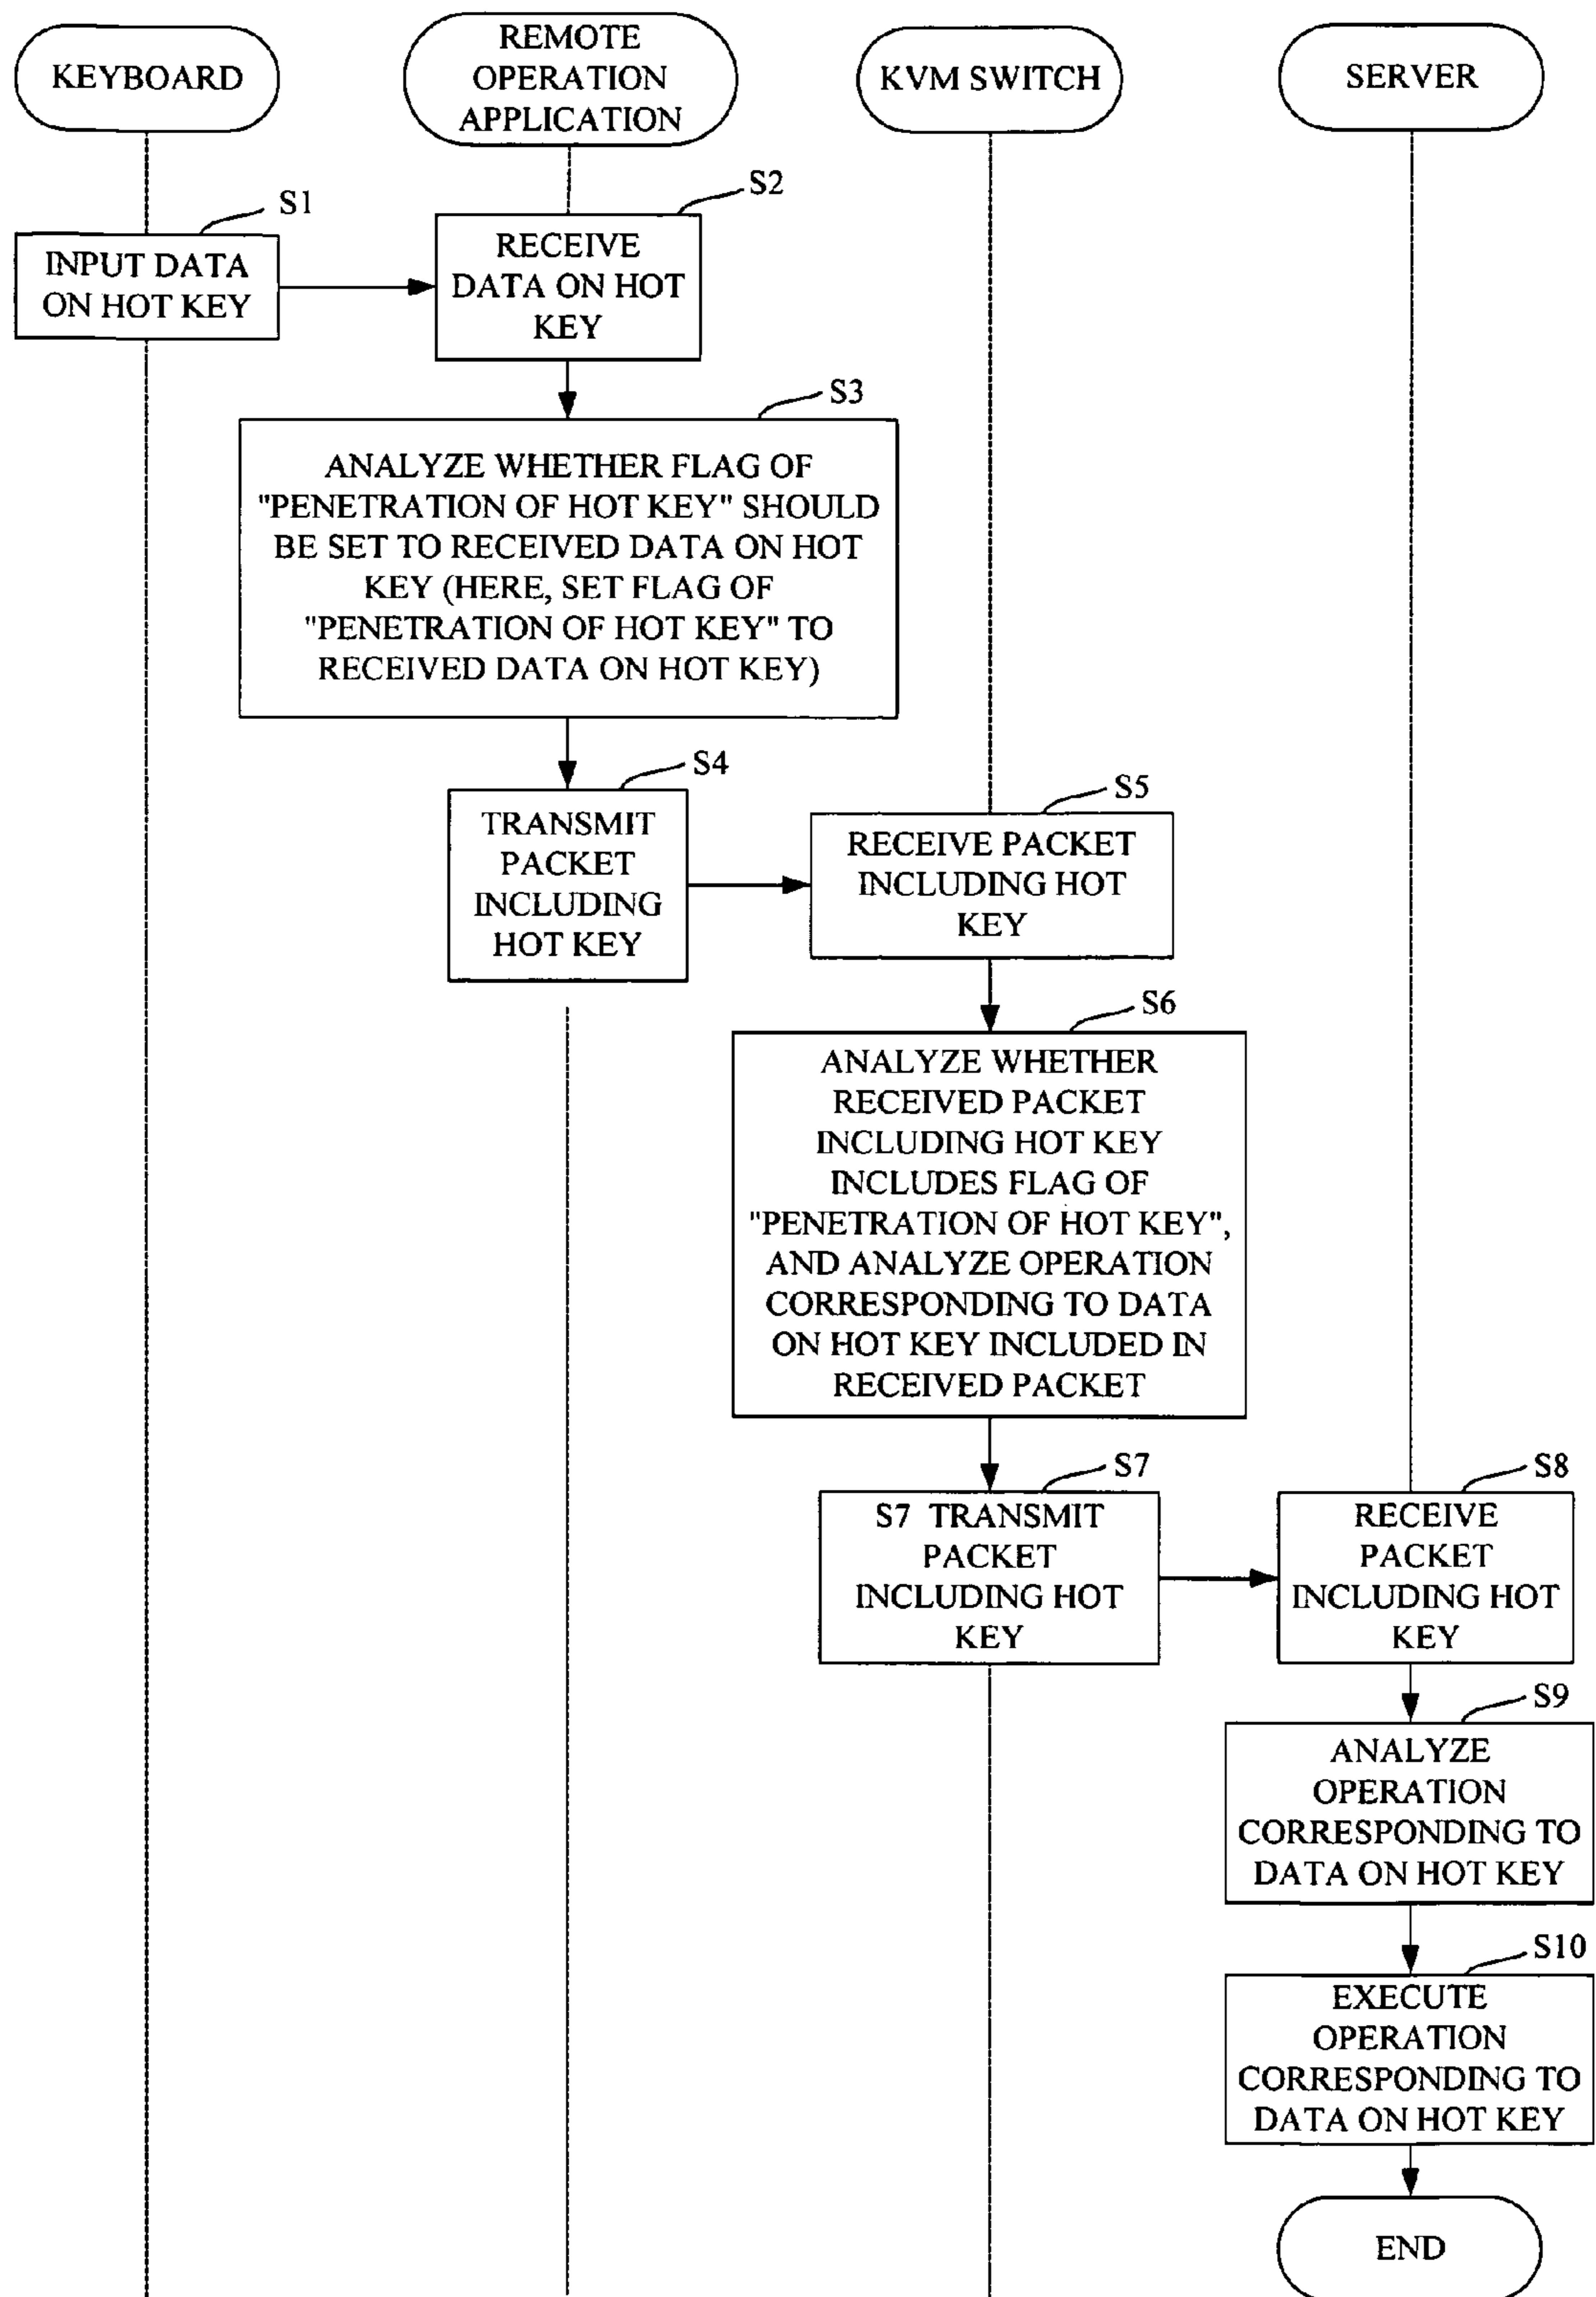 KEYBOARD
REMOTE
OPERATION
APPLICATION
KVM SWITCH
SERVER
S1
INPUT DATA
ON HOT KEY
S2
RECEIVE
DATA ON HOT
KEY
S3
ANALYZE WHETHER FLAG OF
"PENETRATION OF HOT KEY" SHOULD
BE SET TO RECEIVED DATA ON HOT
KEY (HERE, SET FLAG OF
"PENETRATION OF HOT KEY" TO
RECEIVED DATA ON HOT KEY)
S4
TRANSMIT
PACKET
INCLUDING
HOT KEY
S5
RECEIVE PACKET
INCLUDING HOT
KEY
S6
ANALYZE WHETHER
RECEIVED PACKET
INCLUDING HOT KEY
INCLUDES FLAG OF
"PENETRATION OF HOT KEY",
AND ANALYZE OPERATION
CORRESPONDING TO DATA
ON HOT KEY INCLUDED IN
RECEIVED PACKET
S7
S7 TRANSMIT
PACKET
INCLUDING HOT
KEY
S8
RECEIVE
PACKET
INCLUDING HOT
KEY
S9
ANALYZE
OPERATION
CORRESPONDING TO
DATA ON HOT KEY
S10
EXECUTE
OPERATION
CORRESPONDING TO
DATA ON HOT KEY
END